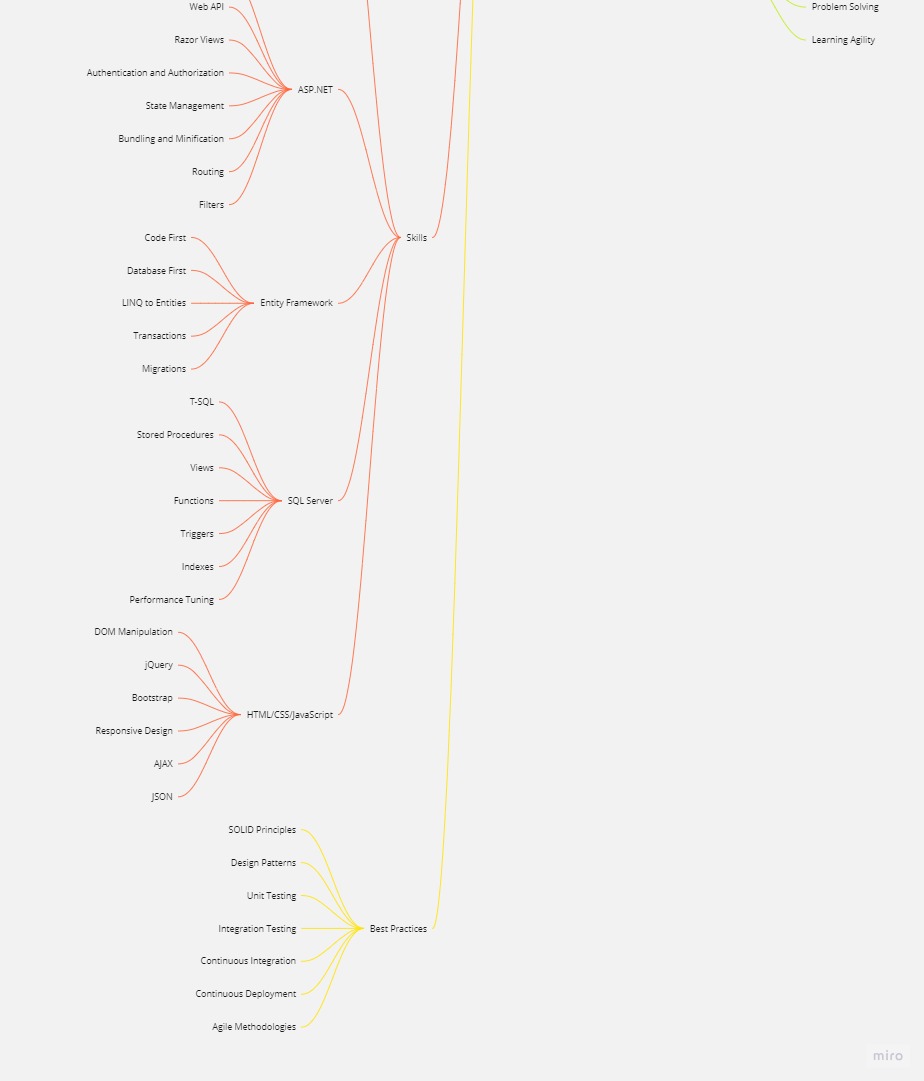 Web API
Problem Solving
Razor Views
Learning Agility
Authentication and Authorization
ASP.NET
State Management
Bundling and Minification
Routing
Filters
Code First
Skills
Database First
LINQ to Entities
Entity Framework
Transactions
Migrations
T-SQL
Stored Procedures
Views
Functions
SQL Server
Triggers
Indexes
Performance Tuning
DOM Manipulation
jQuery
Bootstrap
HTML/CSS/JavaScript
Responsive Design
AJAX
JSON
SOLID Principles
Design Patterns
Unit Testing
Integration Testing
Best Practices
Continuous Integration
Continuous Deployment
Agile Methodologies
miro